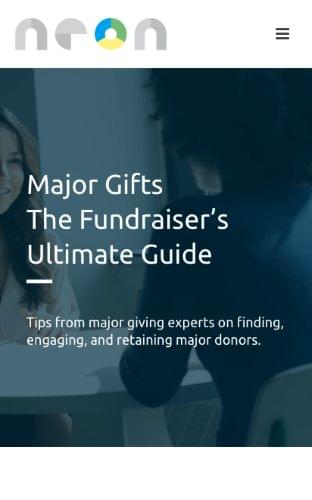 neon
Major Gifts
The Fundraiser’s
Ultimate Guide
Tips from major giving experts on finding,
engaging, and retaining major donors.